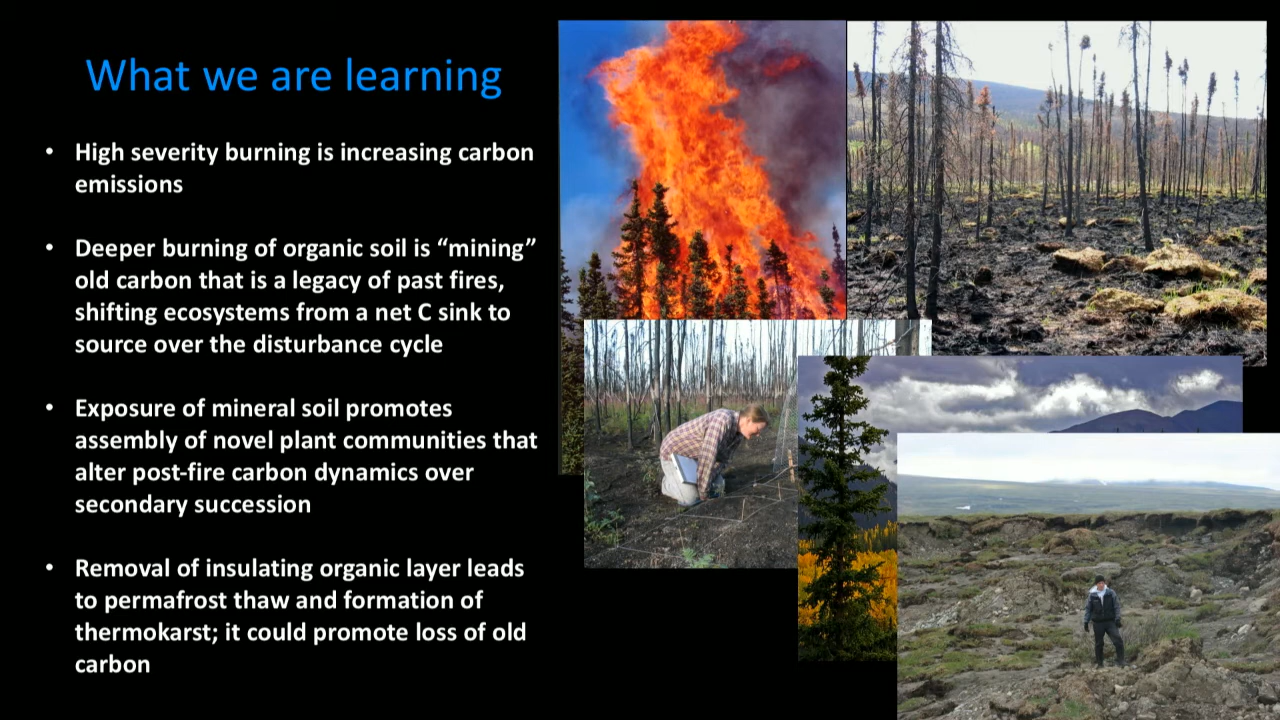 What we are learning
• High severity burning is increasing carbon
emissions
• Deeper burning of organic soil is “mining”
old carbon that is a legacy of past fires,
shifting ecosystems from a net C sink to
source over the disturbance cycle
• Exposure of mineral soil promotes
assembly of novel plant communities that
alter post-fire carbon dynamics over
secondary succession
• Removal of insulating organic layer leads
to permafrost thaw and formation of
thermokarst; it could promote loss of old
carbon